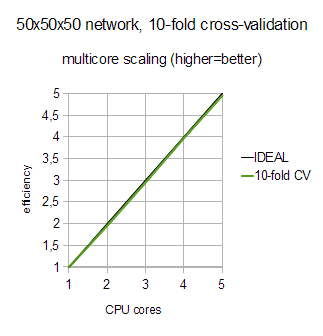 50x50x50 network, 10-fold cross-validation
multicore scaling (higher=better)
5
4,5
4
3,5
3
2,5
2
1,5
1
efficiency
1 2 3 4 5
CPU cores
IDEAL
10-fold CV